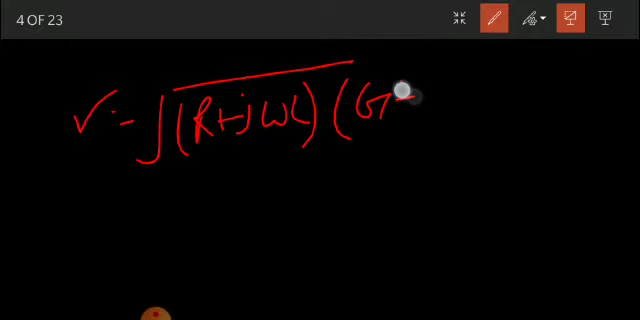 4 OF 23
γ = √(R+jωL) (G+